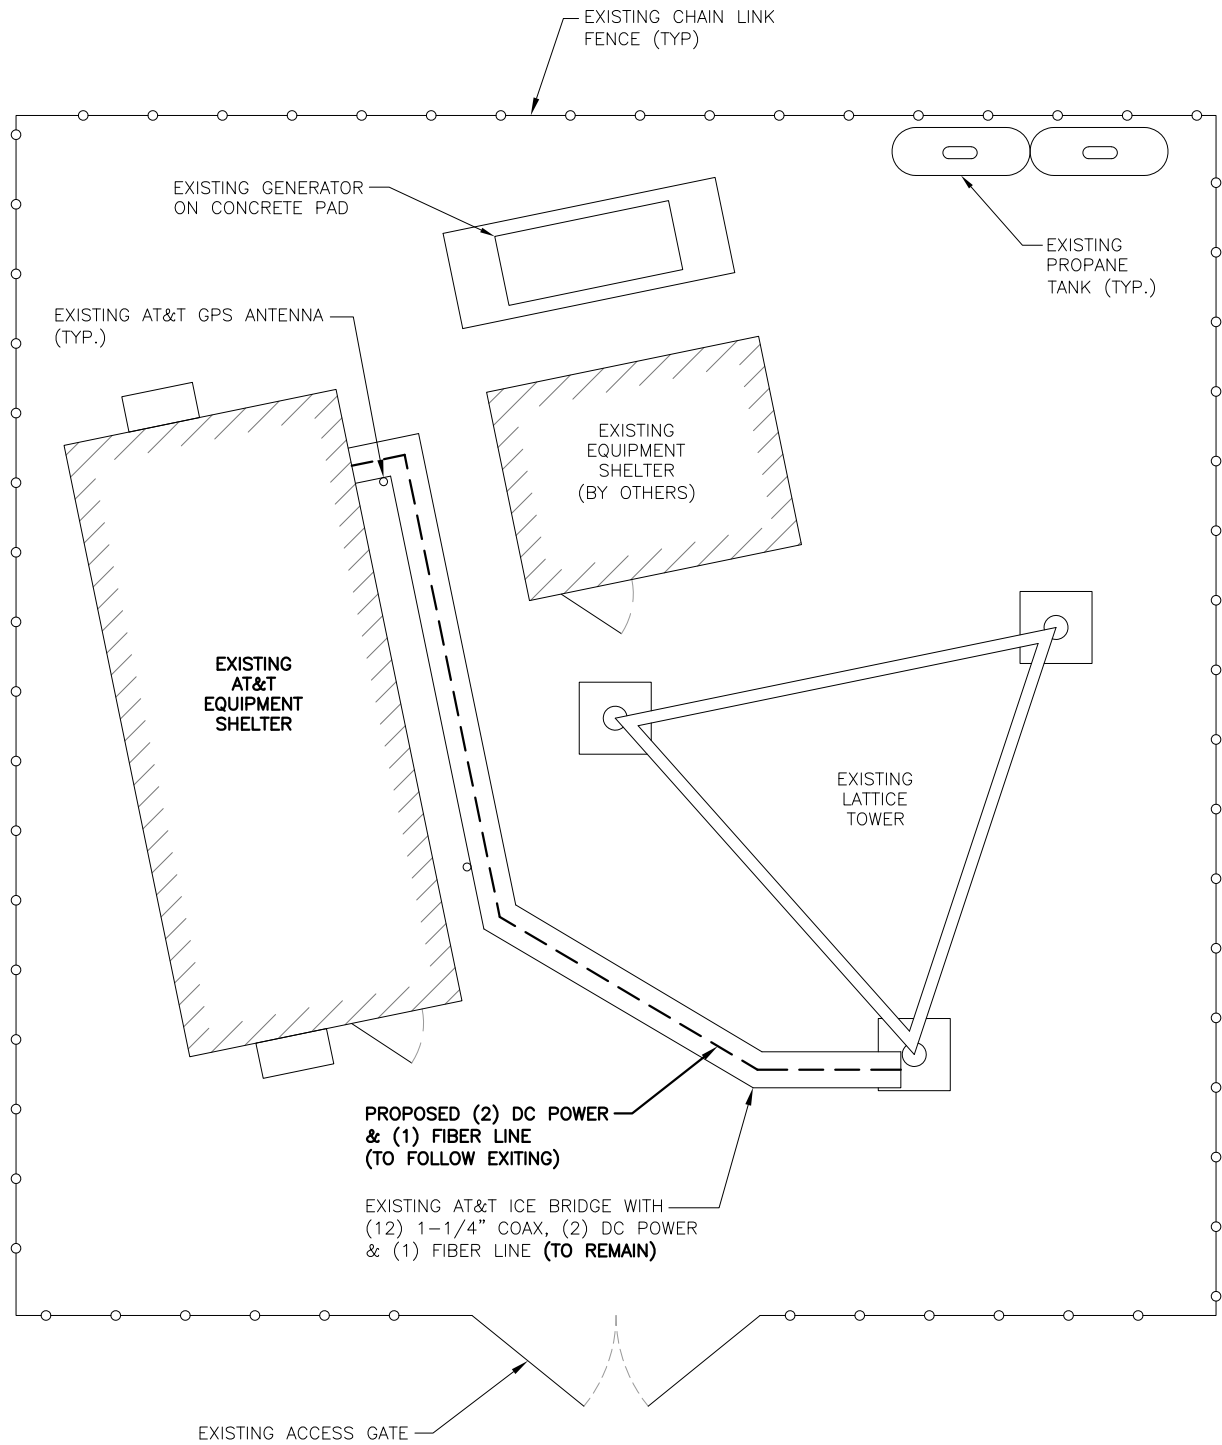 EXISTING CHAIN LINK
FENCE (TYP)
EXISTING GENERATOR
ON CONCRETE PAD
EXISTING
PROPANE
TANK (TYP.)
EXISTING AT&T GPS ANTENNA
(TYP.)
EXISTING
EQUIPMENT
SHELTER
(BY OTHERS)
EXISTING
AT&T
EQUIPMENT
SHELTER
EXISTING
LATTICE
TOWER
PROPOSED (2) DC POWER
& (1) FIBER LINE
(TO FOLLOW EXITING)
EXISTING AT&T ICE BRIDGE WITH
(12) 1-1/4" COAX, (2) DC POWER
& (1) FIBER LINE (TO REMAIN)
EXISTING ACCESS GATE